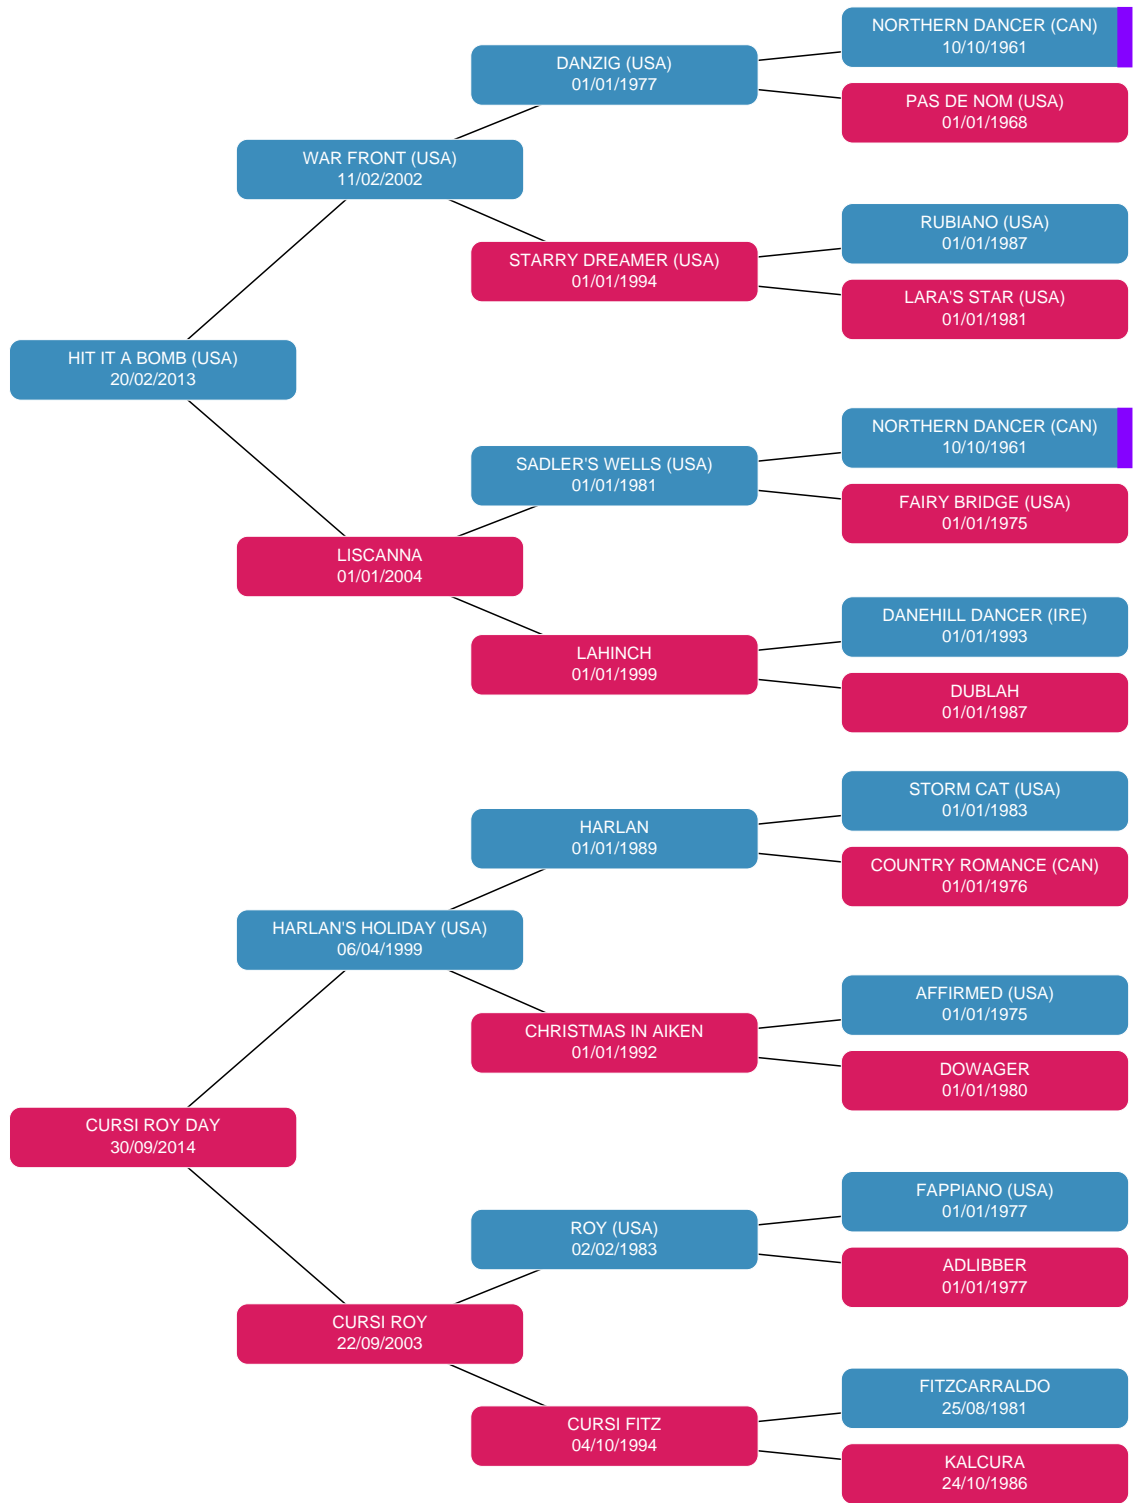 NORTHERN DANCER (CAN)
10/10/1961
DANZIG (USA)
01/01/1977
PAS DE NOM (USA)
01/01/1968
WAR FRONT (USA)
11/02/2002
RUBIANO (USA)
01/01/1987
STARRY DREAMER (USA)
01/01/1994
LARA'S STAR (USA)
01/01/1981
HIT IT A BOMB (USA)
20/02/2013
NORTHERN DANCER (CAN)
10/10/1961
SADLER'S WELLS (USA)
01/01/1981
FAIRY BRIDGE (USA)
01/01/1975
LISCANNA
01/01/2004
DANEHILL DANCER (IRE)
01/01/1993
LAHINCH
01/01/1999
DUBLAH
01/01/1987
STORM CAT (USA)
01/01/1983
HARLAN
01/01/1989
COUNTRY ROMANCE (CAN)
01/01/1976
HARLAN'S HOLIDAY (USA)
06/04/1999
AFFIRMED (USA)
01/01/1975
CHRISTMAS IN AIKEN
01/01/1992
DOWAGER
01/01/1980
CURSI ROY DAY
30/09/2014
FAPPIANO (USA)
01/01/1977
ROY (USA)
02/02/1983
ADLIBBER
01/01/1977
CURSI ROY
22/09/2003
FITZCARRALDO
25/08/1981
CURSI FITZ
04/10/1994
KALCURA
24/10/1986